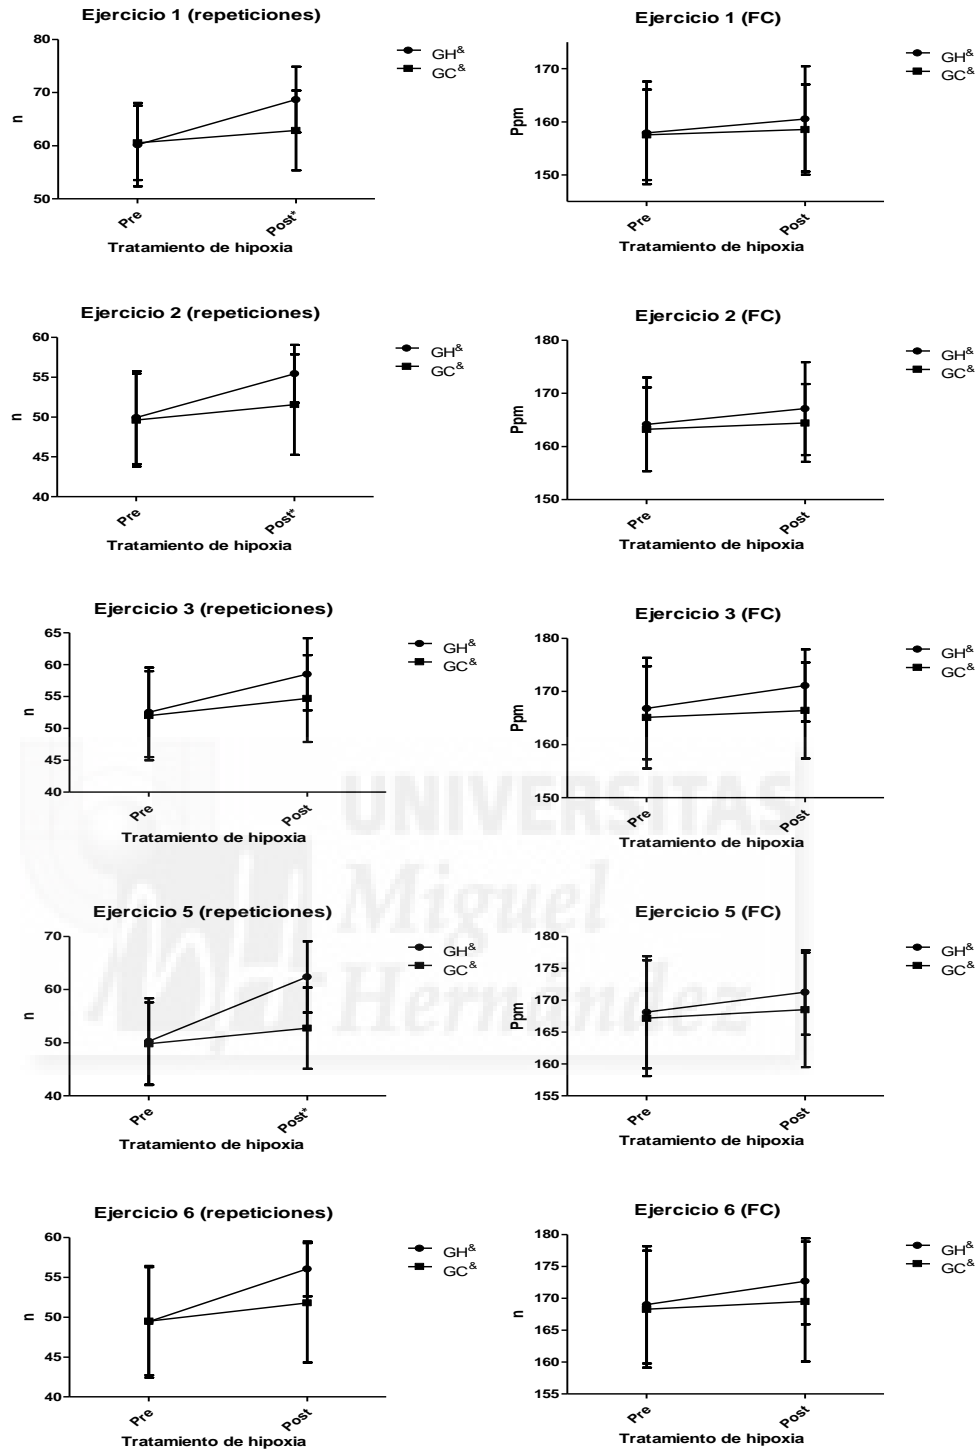 Ejercicio 1 (repeticiones)
80
70
60
50
n
GH&
GC&
Pre
Post*
Tratamiento de hipoxia
Ejercicio 1 (FC)
170
160
150
Ppm
GH&
GC&
Pre
Post
Tratamiento de hipoxia
Ejercicio 2 (repeticiones)
60
55
50
45
40
n
GH&
GC&
Pre
Post*
Tratamiento de hipoxia
Ejercicio 2 (FC)
180
170
160
150
Ppm
GH&
GC&
Pre
Post
Tratamiento de hipoxia
Ejercicio 3 (repeticiones)
65
60
55
50
45
40
n
GH&
GC&
Pre
Post
Tratamiento de hipoxia
Ejercicio 3 (FC)
180
170
160
150
Ppm
GH&
GC&
Pre
Post
Tratamiento de hipoxia
UNIVERSITAS
Miguel
Hernández
Ejercicio 5 (repeticiones)
70
60
50
40
n
GH&
GC&
Pre
Post*
Tratamiento de hipoxia
Ejercicio 5 (FC)
180
175
170
165
160
155
Ppm
GH&
GC&
Pre
Post
Tratamiento de hipoxia
Ejercicio 6 (repeticiones)
60
55
50
45
40
n
GH&
GC&
Pre
Post
Tratamiento de hipoxia
Ejercicio 6 (FC)
180
175
170
165
160
155
n
GH&
GC&
Pre
Post
Tratamiento de hipoxia